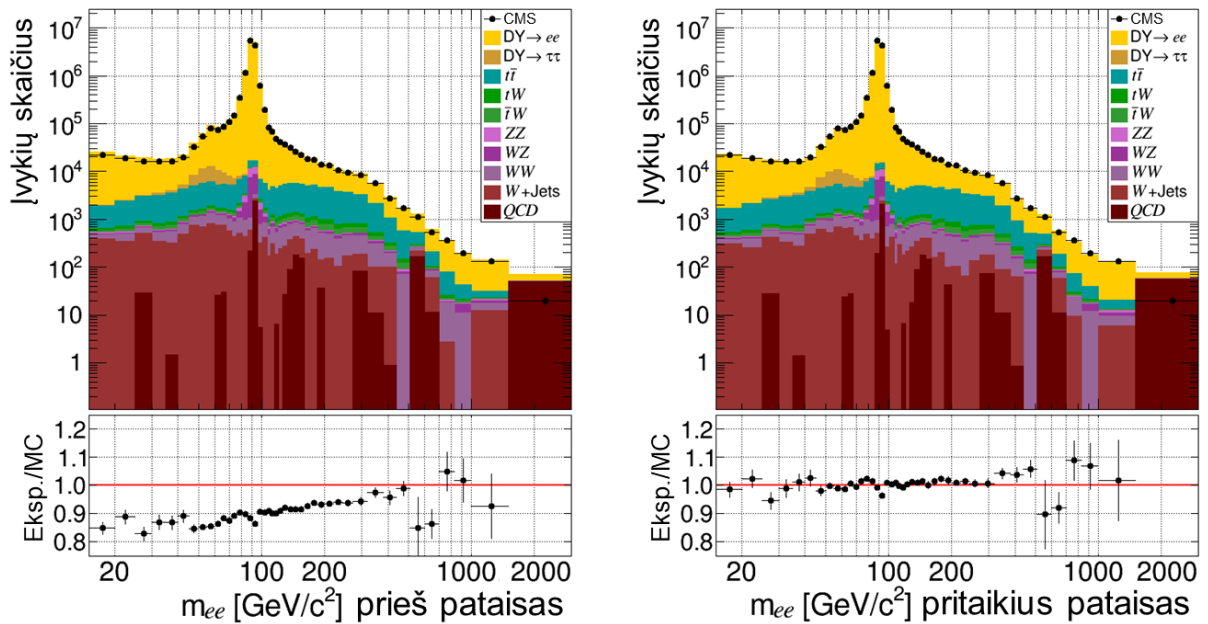 Įvykių skaičius
10⁷
10⁶
10⁵
10⁴
10³
10²
10
1
CMS
DY→ee
DY→ττ
tt̄
tW
t̄W
ZZ
WZ
WW
W+Jets
QCD
Eksp./MC
1.2
1.1
1.0
0.9
0.8
20 100 200 1000 2000
mee [GeV/c²] prieš pataisas
Įvykių skaičius
10⁷
10⁶
10⁵
10⁴
10³
10²
10
1
CMS
DY→ee
DY→ττ
tt̄
tW
t̄W
ZZ
WZ
WW
W+Jets
QCD
Eksp./MC
1.2
1.1
1.0
0.9
0.8
20 100 200 1000 2000
mee [GeV/c²] pritaikius pataisas